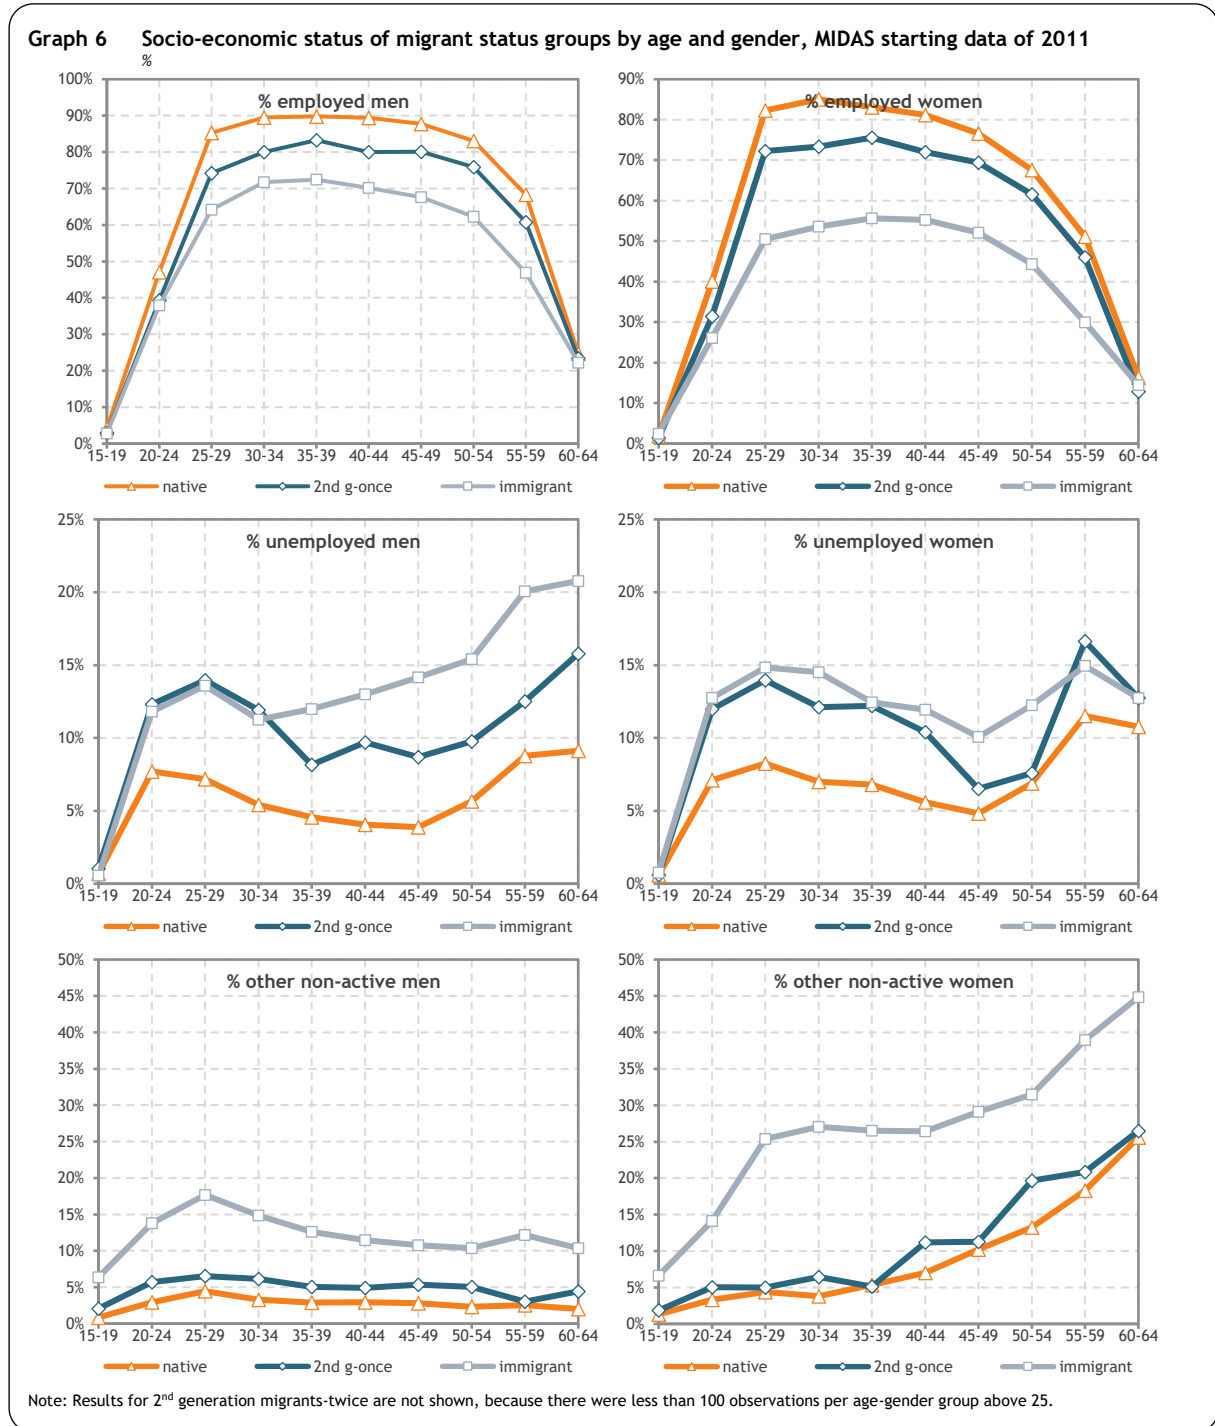 Graph 6 Socio-economic status of migrant status groups by age and gender, MIDAS starting data of 2011
%
% employed men
100%
90%
80%
70%
60%
50%
40%
30%
20%
10%
0%
15-19 20-24 25-29 30-34 35-39 40-44 45-49 50-54 55-59 60-64
native 2nd g-once immigrant
% employed women
90%
80%
70%
60%
50%
40%
30%
20%
10%
0%
15-19 20-24 25-29 30-34 35-39 40-44 45-49 50-54 55-59 60-64
native 2nd g-once immigrant
% unemployed men
25%
20%
15%
10%
5%
0%
15-19 20-24 25-29 30-34 35-39 40-44 45-49 50-54 55-59 60-64
native 2nd g-once immigrant
% unemployed women
25%
20%
15%
10%
5%
0%
15-19 20-24 25-29 30-34 35-39 40-44 45-49 50-54 55-59 60-64
native 2nd g-once immigrant
% other non-active men
50%
45%
40%
35%
30%
25%
20%
15%
10%
5%
0%
15-19 20-24 25-29 30-34 35-39 40-44 45-49 50-54 55-59 60-64
native 2nd g-once immigrant
% other non-active women
50%
45%
40%
35%
30%
25%
20%
15%
10%
5%
0%
15-19 20-24 25-29 30-34 35-39 40-44 45-49 50-54 55-59 60-64
native 2nd g-once immigrant
Note: Results for 2nd generation migrants-twice are not shown, because there were less than 100 observations per age-gender group above 25.